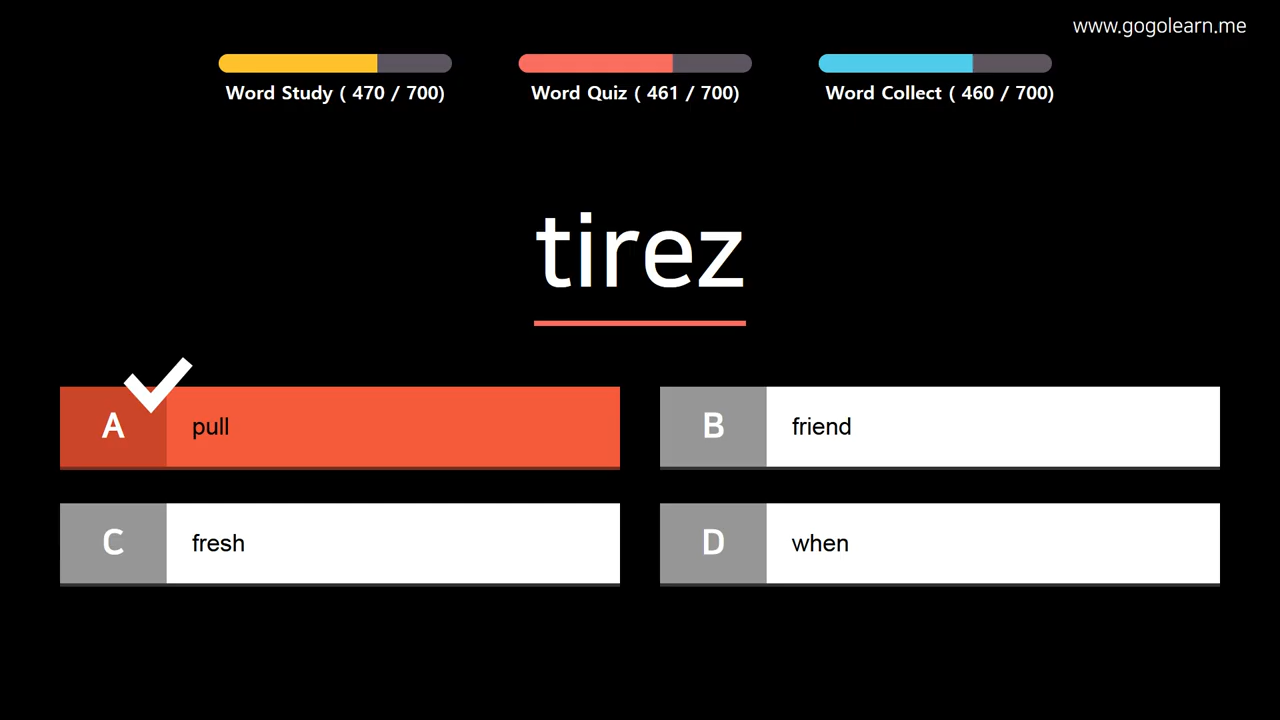 www.gogolearn.me
Word Study ( 470 / 700)
Word Quiz ( 461 / 700)
Word Collect ( 460 / 700)
tirez
A pull
B friend
C fresh
D when